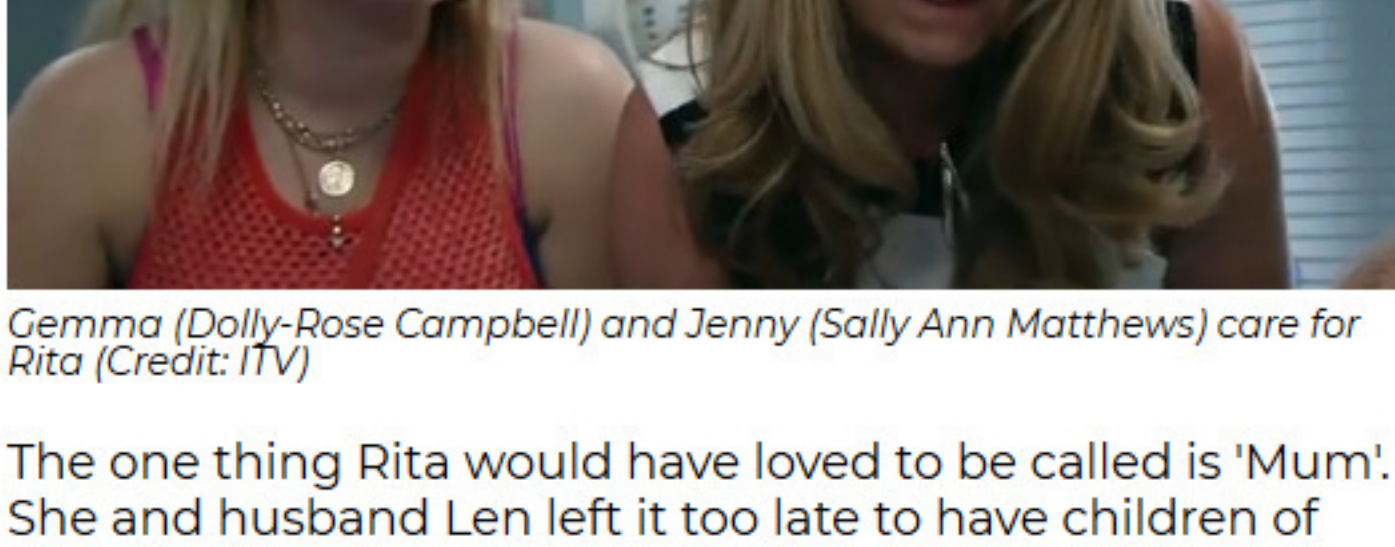 Gemma (Dolly-Rose Campbell) and Jenny (Sally Ann Matthews) care for
Rita (Credit: ITV)
The one thing Rita would have loved to be called is 'Mum'.
She and husband Len left it too late to have children of